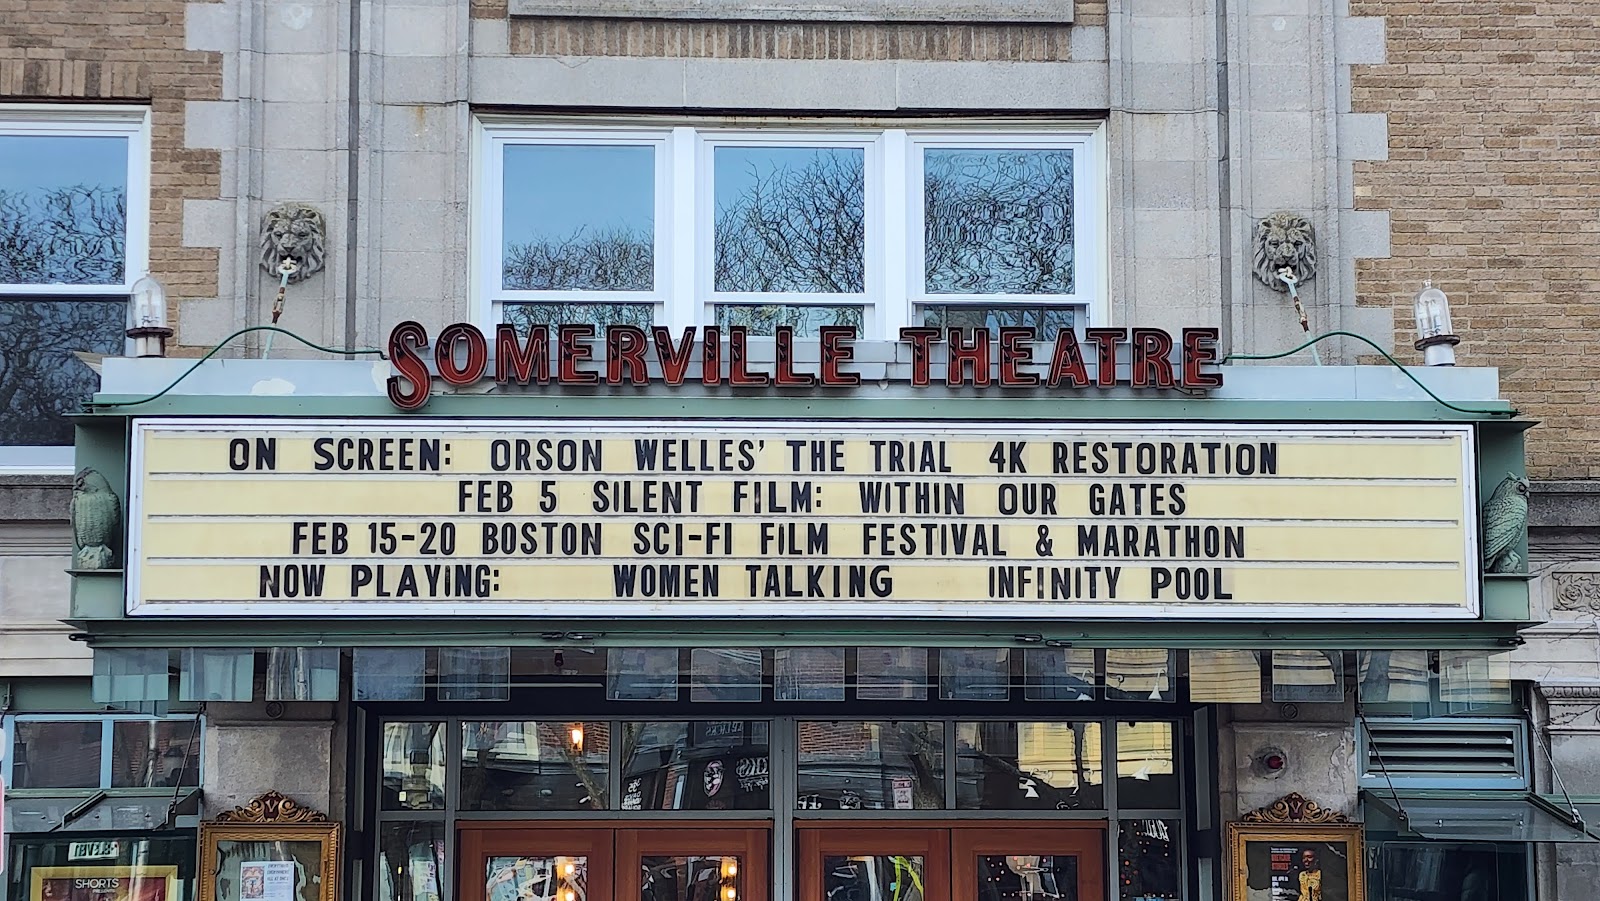 SOMERVILLE THEATRE
ON SCREEN: ORSON WELLES' THE TRIAL 4K RESTORATION
FEB 5 SILENT FILM: WITHIN OUR GATES
FEB 15-20 BOSTON SCI-FI FILM FESTIVAL & MARATHON
NOW PLAYING: WOMEN TALKING INFINITY POOL
SHORTS